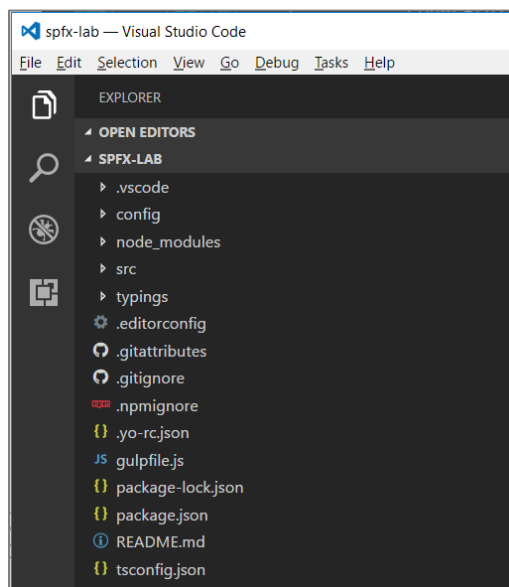 spfx-lab — Visual Studio Code
File Edit Selection View Go Debug Tasks Help
EXPLORER
OPEN EDITORS
SPFX-LAB
.vscode
config
node_modules
src
typings
.editorconfig
.gitattributes
.gitignore
npm .npmignore
{} .yo-rc.json
JS gulpfile.js
{} package-lock.json
{} package.json
README.md
{} tsconfig.json